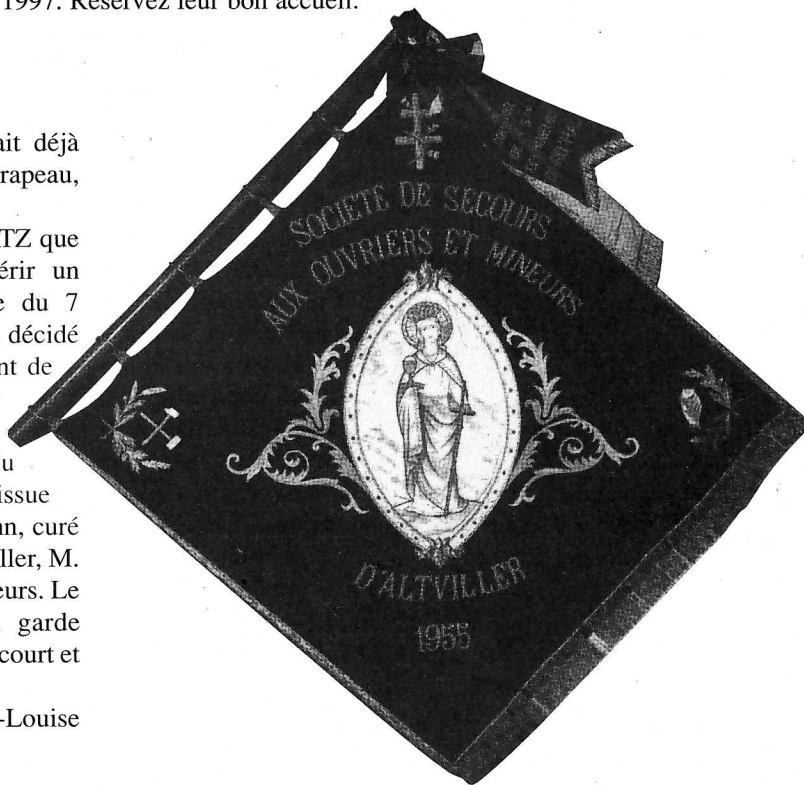 1997. Réservez leur bon accueil.
ait déjà
rapeau,
TZ que
érir un
e du 7
décidé
nt de
u
issue
nn, curé
ller, M.
eurs. Le
garde
court et
-Louise
SOCIETE DE SECOURS
AUX OUVRIERS ET MINEURS
D'ALTVILLER
1955